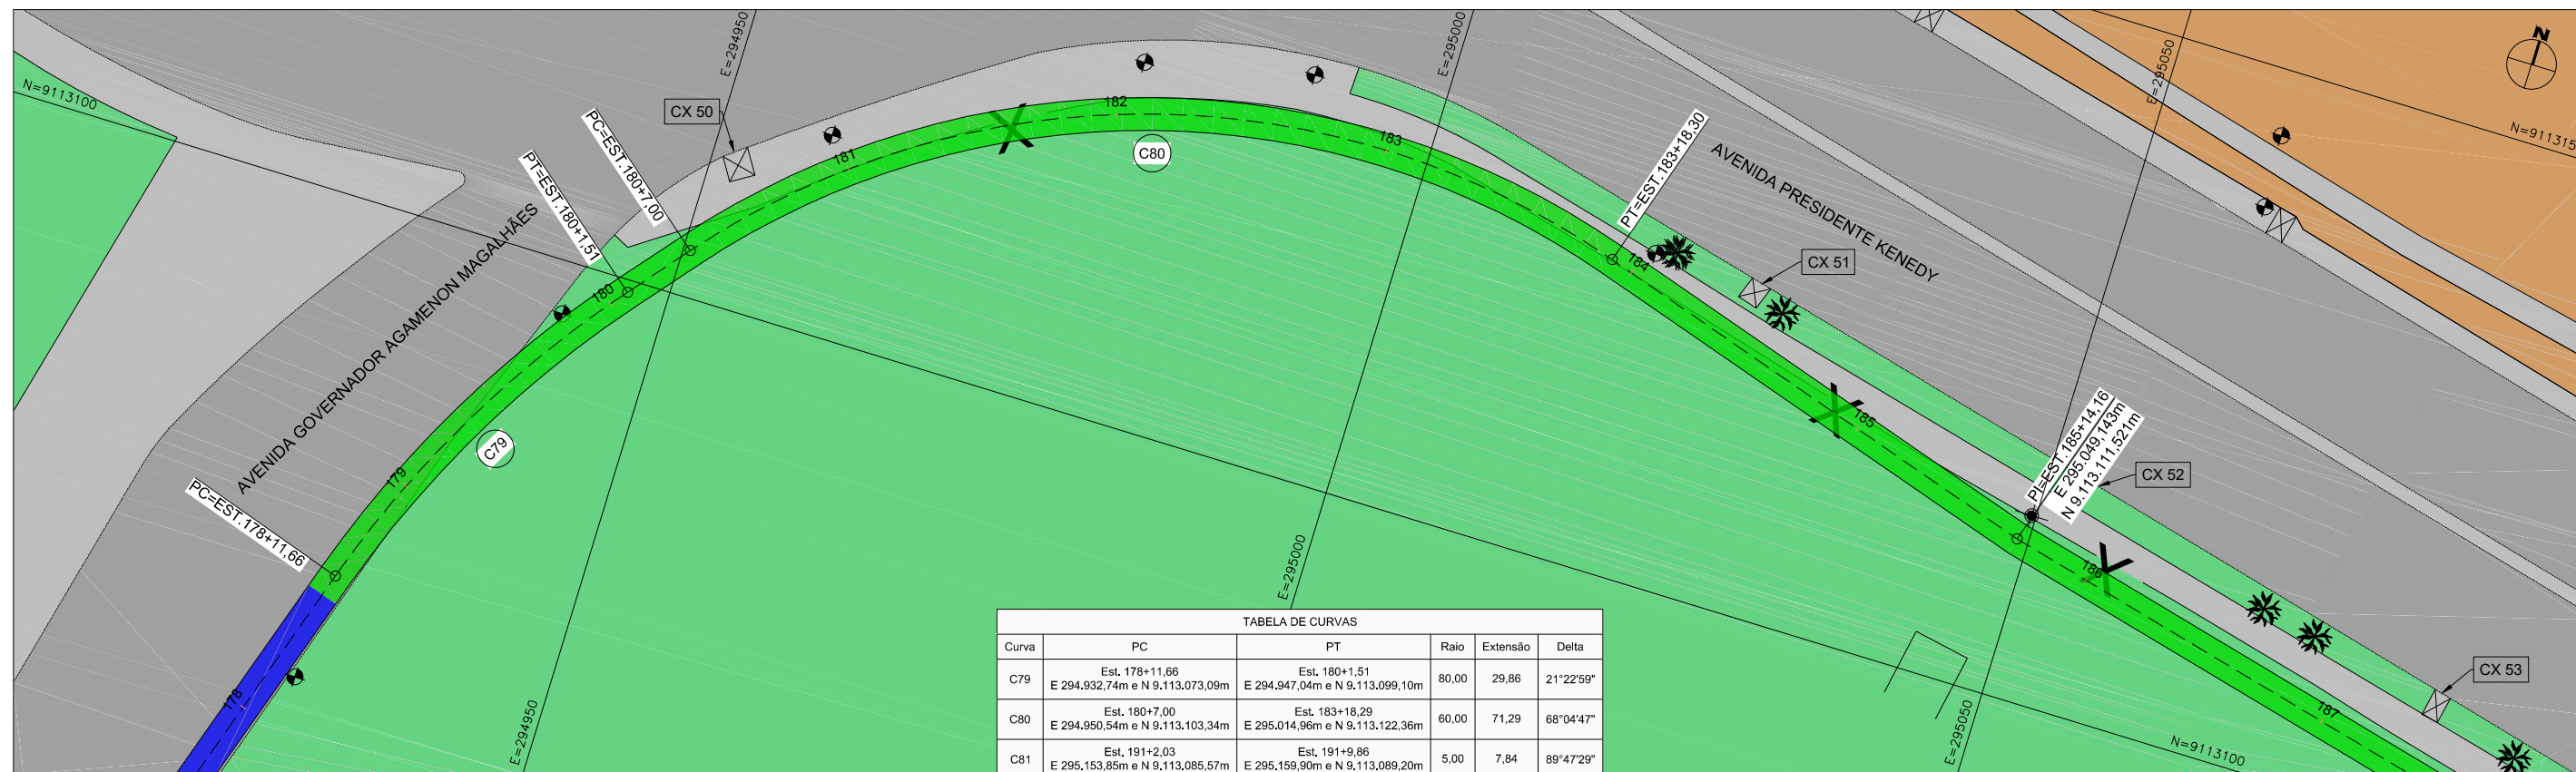 E=294950
E=295000
E=295050
N
N=9113100
CX 50
PC=EST.180+7,00
PT=EST.180+1,51
182
181
183
C80
PT=EST.183+18,30
AVENIDA PRESIDENTE KENEDY
AVENIDA GOVERNADOR AGAMENON MAGALHÃES
180
184
CX 51
C79
179
185
PI=EST.185+14,16
E 295.049,143m
N 9.113.111,521m
CX 52
PC=EST.178+11,66
E=295000
186
178
187
CX 53
E=294950
E=295050
N=9113100
TABELA DE CURVAS
Curva PC PT Raio Extensão Delta
C79 Est. 178+11,66 E 294.932,74m e N 9.113.073,09m Est. 180+1,51 E 294.947,04m e N 9.113.099,10m 80,00 29,86 21°22'59"
C80 Est. 180+7,00 E 294.950,54m e N 9.113.103,34m Est. 183+18,29 E 295.014,96m e N 9.113.122,36m 60,00 71,29 68°04'47"
C81 Est. 191+2,03 E 295.153,85m e N 9.113.085,57m Est. 191+9,86 E 295.159,90m e N 9.113.089,20m 5,00 7,84 89°47'29"